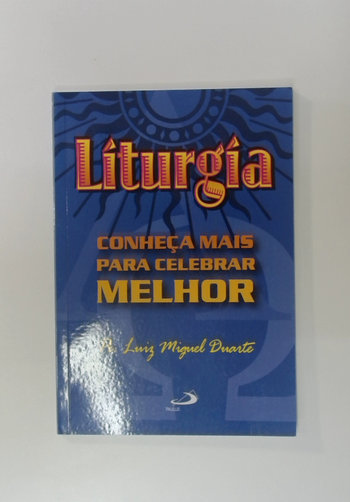 Liturgia
CONHEÇA MAIS
PARA CELEBRAR
MELHOR
Luiz Miguel Duarte
PAULUS